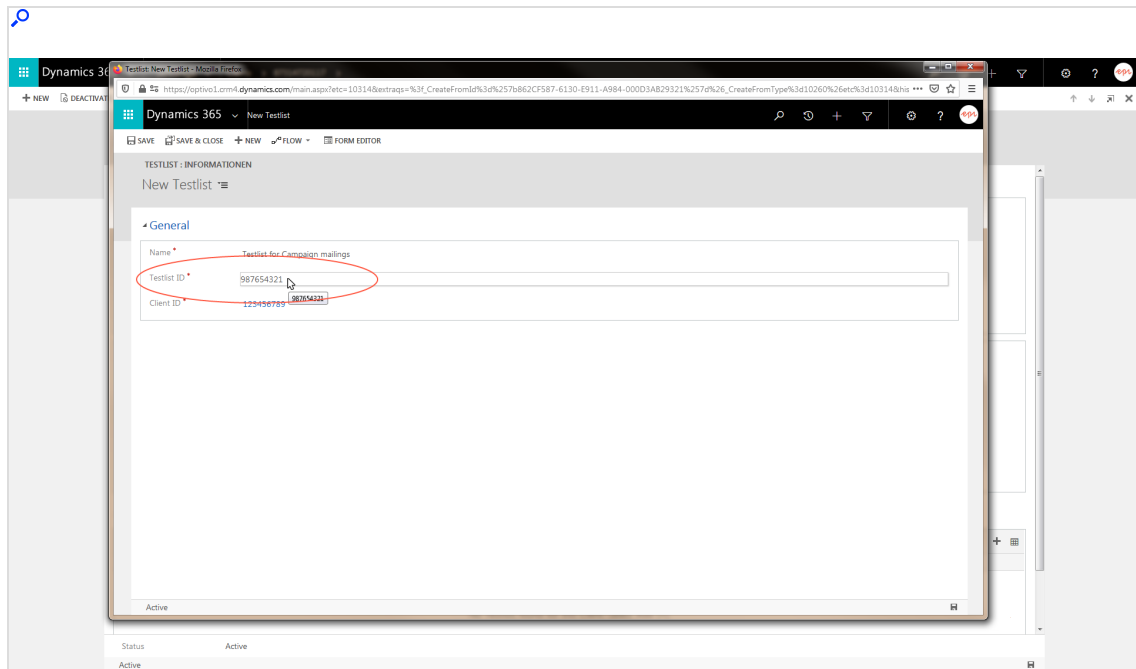 Dynamics 36
+ NEW DEACTIVAT
Testlist: New Testlist - Mozilla Firefox
https://optivo1.crm4.dynamics.com/main.aspx?etc=10314&extraqs=%3f_CreateFromId%3d%257b862CF587-6130-E911-A984-000D3AB29321%257d%26_CreateFromType%3d10260%26etc%3d10314&his
Dynamics 365 New Testlist
epi
SAVE SAVE & CLOSE + NEW FLOW FORM EDITOR
TESTLIST : INFORMATIONEN
New Testlist
General
Name * Testlist for Campaign mailings
Testlist ID * 987654321
987654321
Client ID * 123456789
Active
Status Active
Active